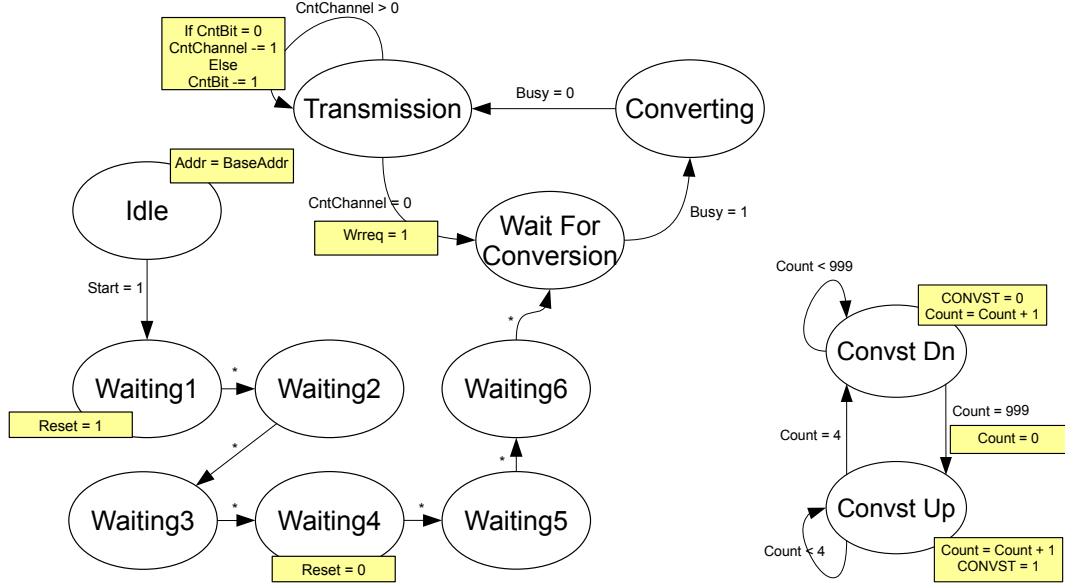 CntChannel > 0
If CntBit = 0
CntChannel -= 1
Else
CntBit -= 1
Transmission
Busy = 0
Converting
Addr = BaseAddr
Idle
CntChannel = 0
Wrreq = 1
Wait For
Conversion
Busy = 1
Start = 1
Count < 999
CONVST = 0
Count = Count + 1
Convst Dn
*
Waiting1
*
Waiting2
Waiting6
Reset = 1
Count = 999
Count = 0
Count = 4
*
*
Waiting3
*
Waiting4
*
Waiting5
Reset = 0
Convst Up
Count < 4
Count = Count + 1
CONVST = 1